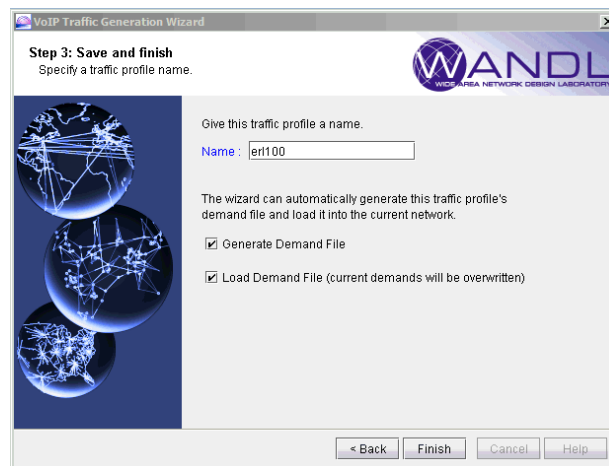 VoIP Traffic Generation Wizard
Step 3: Save and finish
Specify a traffic profile name.
WANDL
WIDE AREA NETWORK DESIGN LABORATORY
Give this traffic profile a name.
Name : erl100
The wizard can automatically generate this traffic profile's
demand file and load it into the current network.
Generate Demand File
Load Demand File (current demands will be overwritten)
< Back Finish Cancel Help